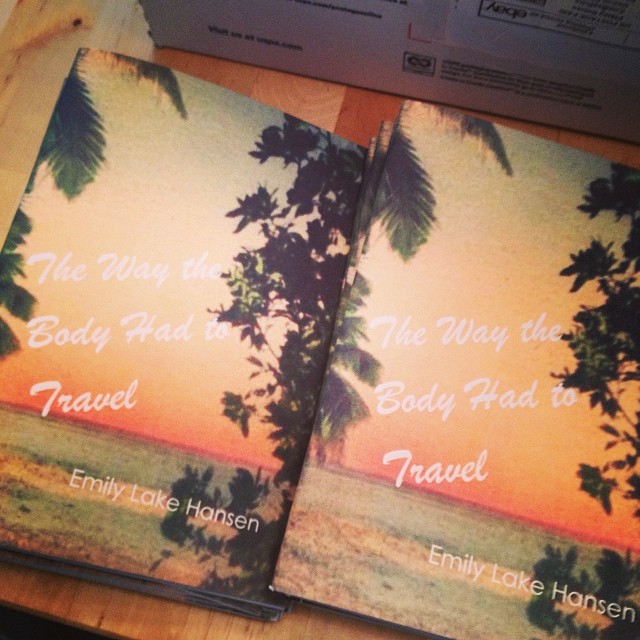 Visit us at usps.com
The Way the
Body Had to
Travel
Emily Lake Hansen
The Way the
Body Had to
Travel
Emily Lake Hansen